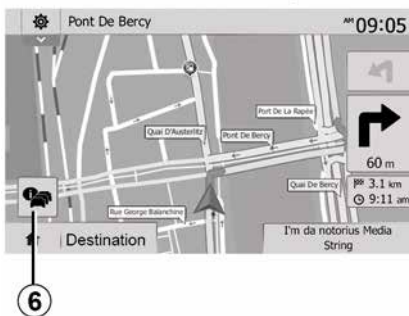 Pont De Bercy
AM 09:05
Port De La Rapée
Quai D'Austerlitz
Pont De Bercy
60 m
Quai De Bercy
3.1 km
9:11 am
Rue George Balanchine
Destination
I'm da notorius Media
String
6